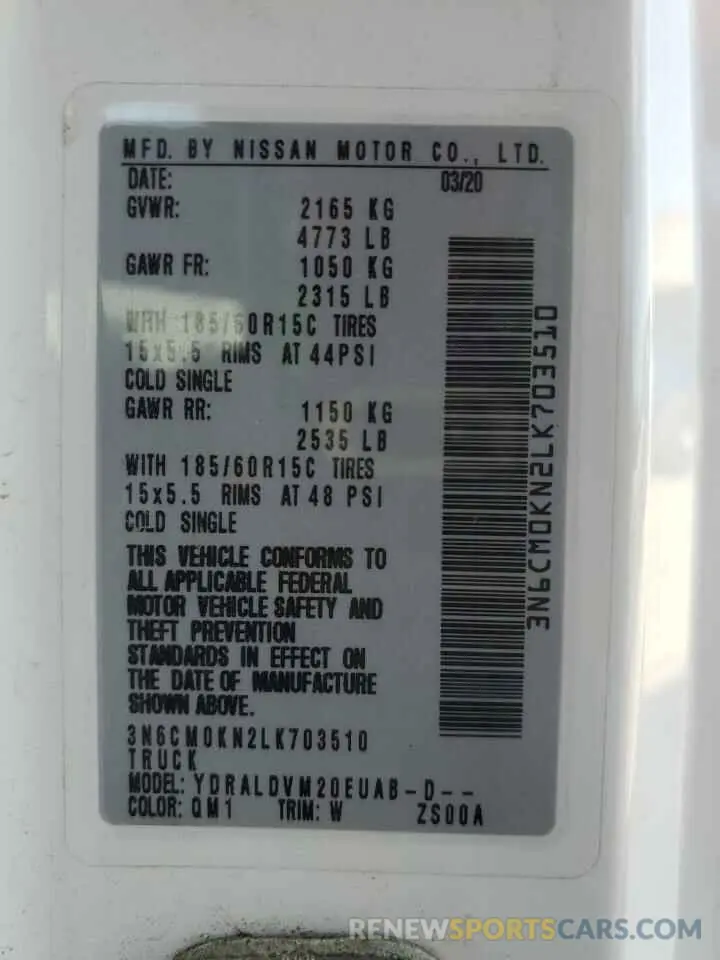 MFD. BY NISSAN MOTOR CO., LTD.
DATE: 03/20
GVWR: 2165 KG
4773 LB
GAWR FR: 1050 KG
2315 LB
WITH 185/60R15C TIRES
15x5.5 RIMS AT 44PSI
COLD SINGLE
GAWR RR: 1150 KG
2535 LB
WITH 185/60R15C TIRES
15x5.5 RIMS AT 48 PSI
COLD SINGLE
THIS VEHICLE CONFORMS TO
ALL APPLICABLE FEDERAL
MOTOR VEHICLE SAFETY AND
THEFT PREVENTION
STANDARDS IN EFFECT ON
THE DATE OF MANUFACTURE
SHOWN ABOVE.
3N6CM0KN2LK703510
TRUCK
MODEL: YDRALDVM20EUAB-D--
COLOR: QM1 TRIM: W ZS00A
3N6CM0KN2LK703510
RENEWSPORTSCARS.COM